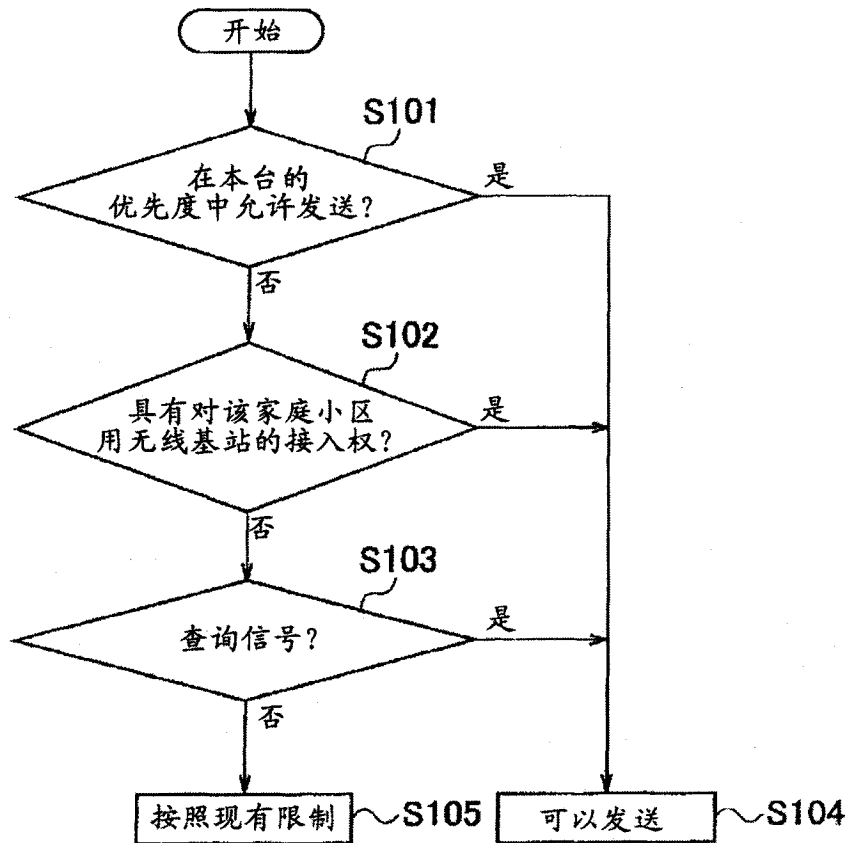 开始
S101
在本台的
优先度中允许发送？
是
否
S102
具有对该家庭小区
用无线基站的接入权？
是
否
S103
查询信号？
是
否
按照现有限制
S105
可以发送
S104